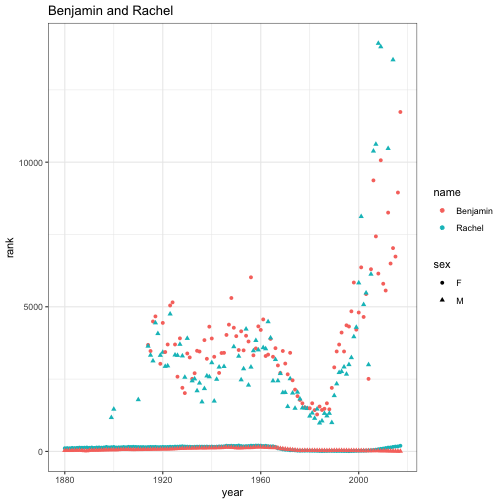 Benjamin and Rachel
10000
5000
0
rank
1880
1920
1960
2000
year
name
Benjamin
Rachel
sex
F
M